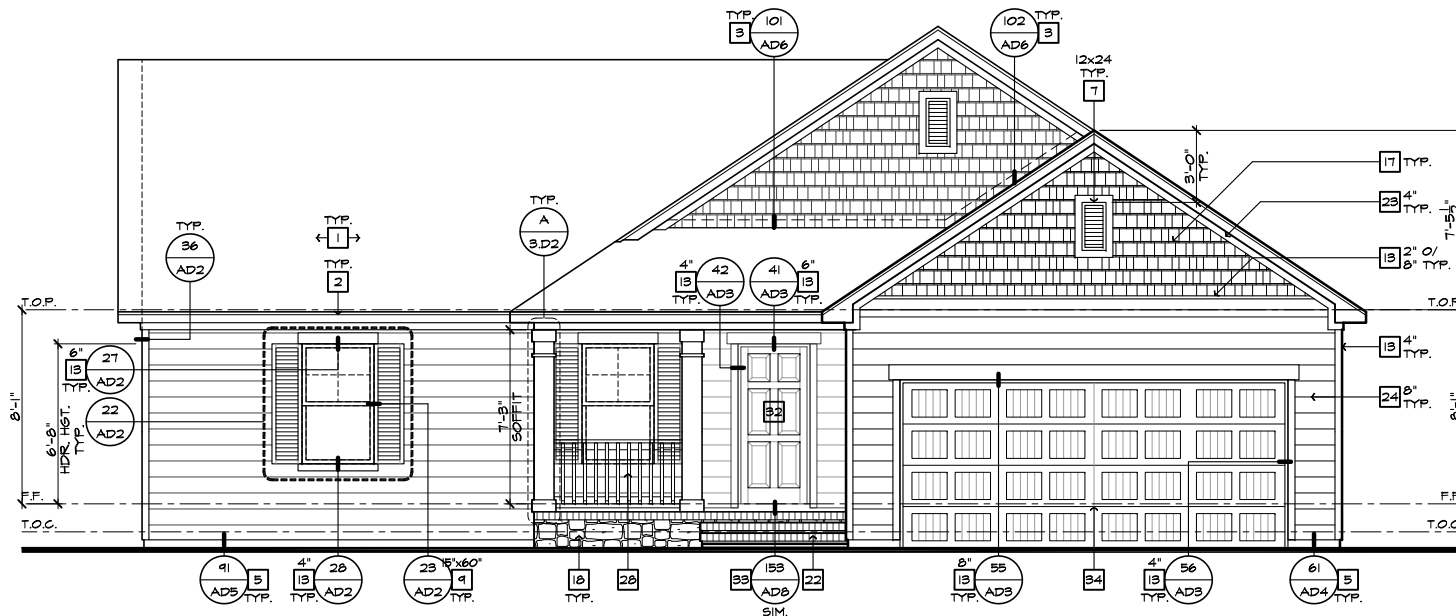 TYP.
3
101
AD6
102
AD6
TYP.
3
12x24
TYP.
7
3'-0"
TYP.
17 TYP.
23 4"
TYP.
7'-5½"
13 2" O/
8" TYP.
TYP.
36
AD2
TYP.
1
TYP.
2
TYP.
A
3.D2
4"
13
TYP.
42
AD3
41
AD3
6"
13
TYP.
T.O.P.
T.O.P.
13 4"
TYP.
6"
13
TYP.
27
AD2
22
AD2
8'-1"
6'-8"
HDR. HGT.
TYP.
7'-3"
SOFFIT
32
24 8"
TYP.
8'-1"
F.F.
F.F.
T.O.C.
T.O.C.
91
AD5
5
TYP.
4"
13
TYP.
28
AD2
23
AD2
15"x60"
9
TYP.
18
TYP.
28
33
153
AD8
SIM.
22
8"
13
TYP.
55
AD3
34
4"
13
TYP.
56
AD3
61
AD4
5
TYP.